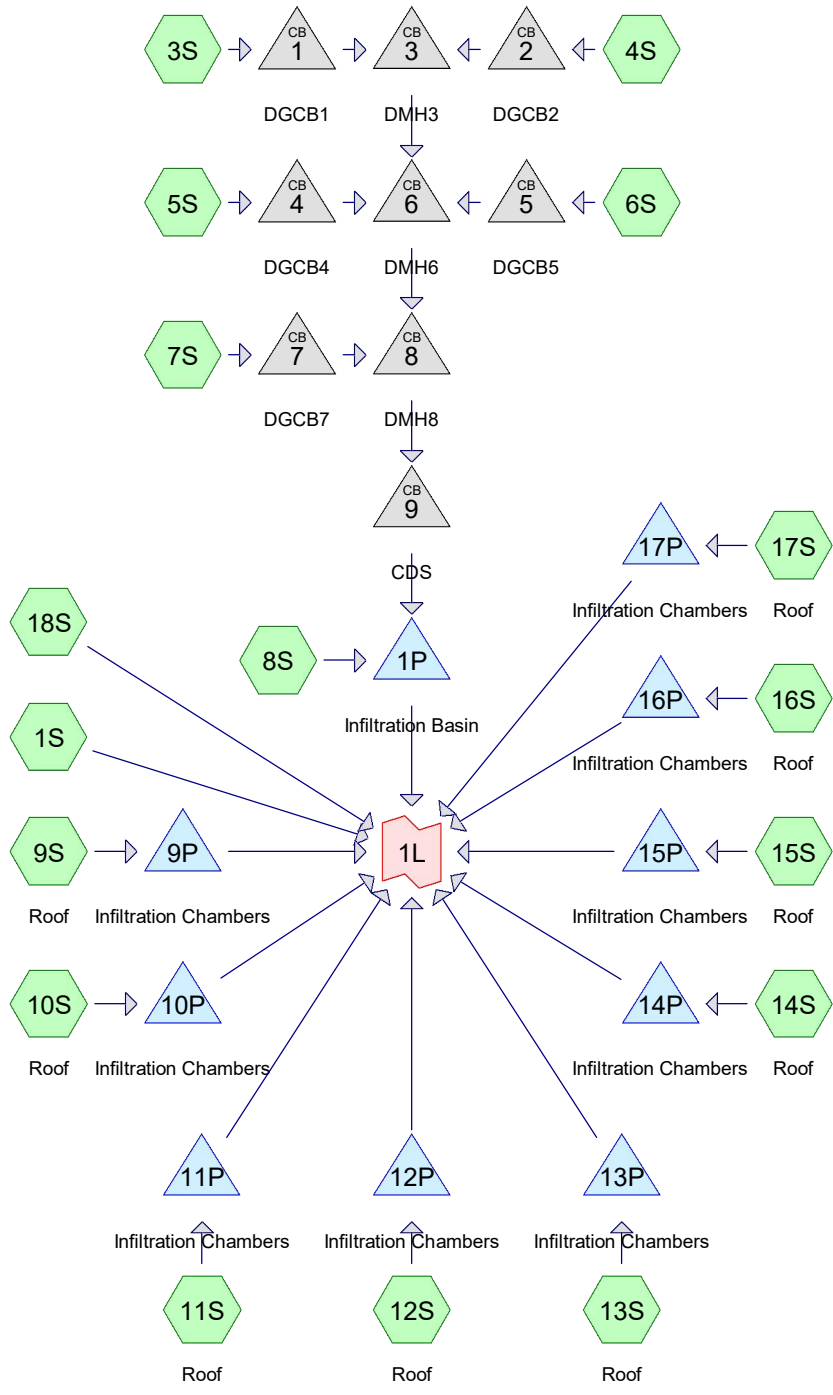 3S
CB
1
CB
3
CB
2
4S
DGCB1
DMH3
DGCB2
5S
CB
4
CB
6
CB
5
6S
DGCB4
DMH6
DGCB5
7S
CB
7
CB
8
DGCB7
DMH8
CB
9
CDS
17P
17S
Infiltration Chambers
Roof
18S
8S
1P
Infiltration Basin
16P
16S
Infiltration Chambers
Roof
1S
9S
9P
1L
15P
15S
Roof
Infiltration Chambers
Infiltration Chambers
Roof
10S
10P
14P
14S
Roof
Infiltration Chambers
Infiltration Chambers
Roof
11P
12P
13P
Infiltration Chambers
Infiltration Chambers
Infiltration Chambers
11S
12S
13S
Roof
Roof
Roof